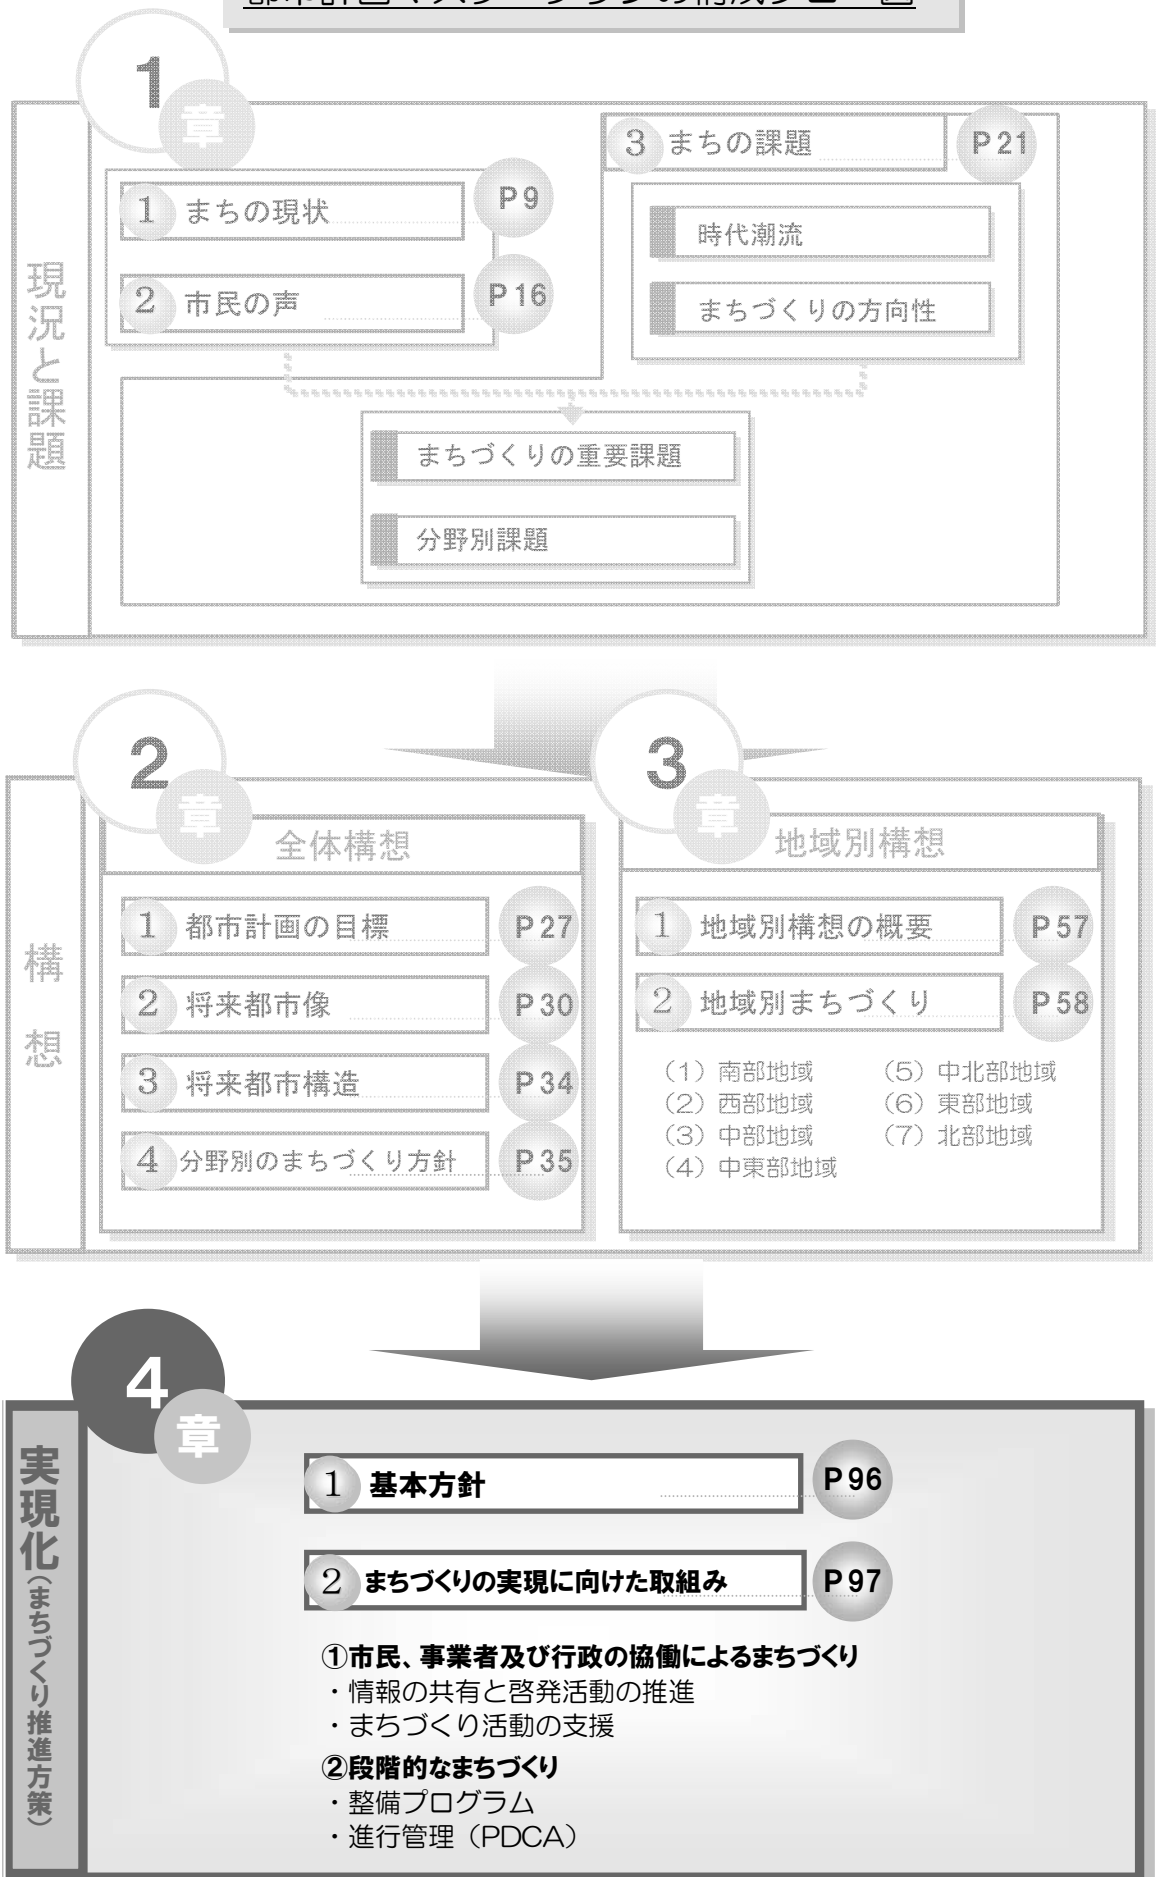 1
章
現況と課題
1 まちの現状 P9
2 市民の声 P16
3 まちの課題 P21
時代潮流
まちづくりの方向性
まちづくりの重要課題
分野別課題
構想
2
章
全体構想
1 都市計画の目標 P27
2 将来都市像 P30
3 将来都市構造 P34
4 分野別のまちづくり方針 P35
3
章
地域別構想
1 地域別構想の概要 P57
2 地域別まちづくり P58
(1) 南部地域
(2) 西部地域
(3) 中部地域
(4) 中東部地域
(5) 中北部地域
(6) 東部地域
(7) 北部地域
4
章
実現化(まちづくり推進方策)
1 基本方針 P96
2 まちづくりの実現に向けた取組み P97
①市民、事業者及び行政の協働によるまちづくり
・情報の共有と啓発活動の推進
・まちづくり活動の支援
②段階的なまちづくり
・整備プログラム
・進行管理（PDCA）